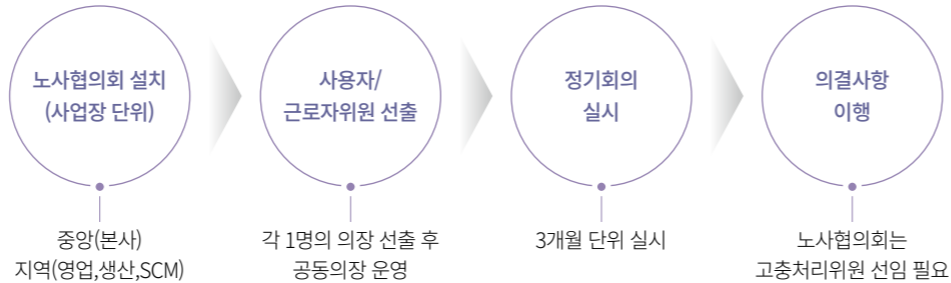 노사협의회 설치
(사업장 단위)
사용자/
근로자위원 선출
정기회의
실시
의결사항
이행
중앙(본사)
지역(영업,생산,SCM)
각 1명의 의장 선출 후
공동의장 운영
3개월 단위 실시
노사협의회는
고충처리위원 선임 필요